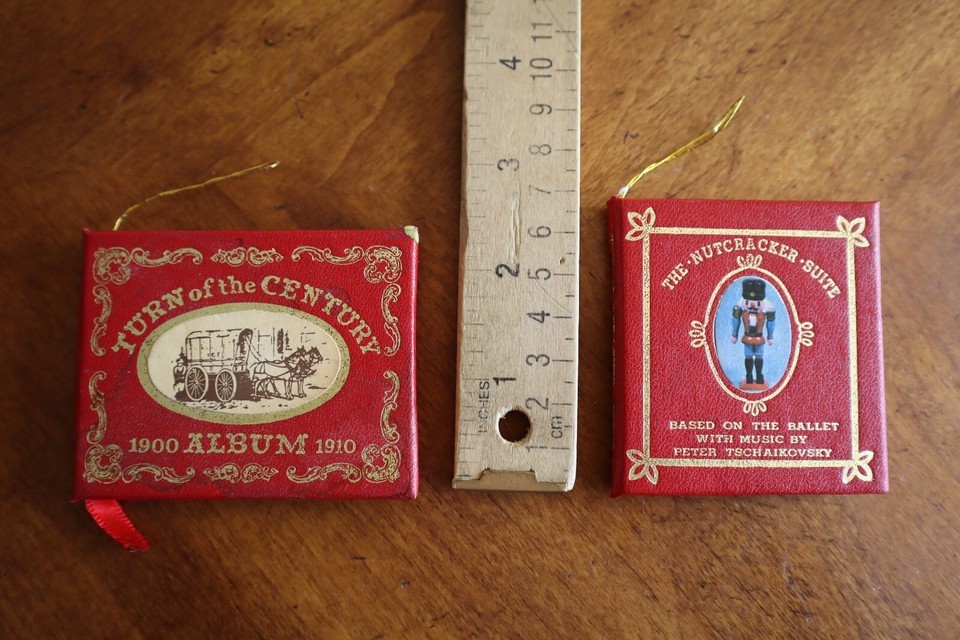 TURN of the CENTURY
1900 ALBUM 1910
INCHES
1
2
3
4
cm
1
2
3
4
5
6
7
8
9
10
11
THE·NUTCRACKER·SUITE
BASED ON THE BALLET
WITH MUSIC BY
PETER TSCHAIKOVSKY